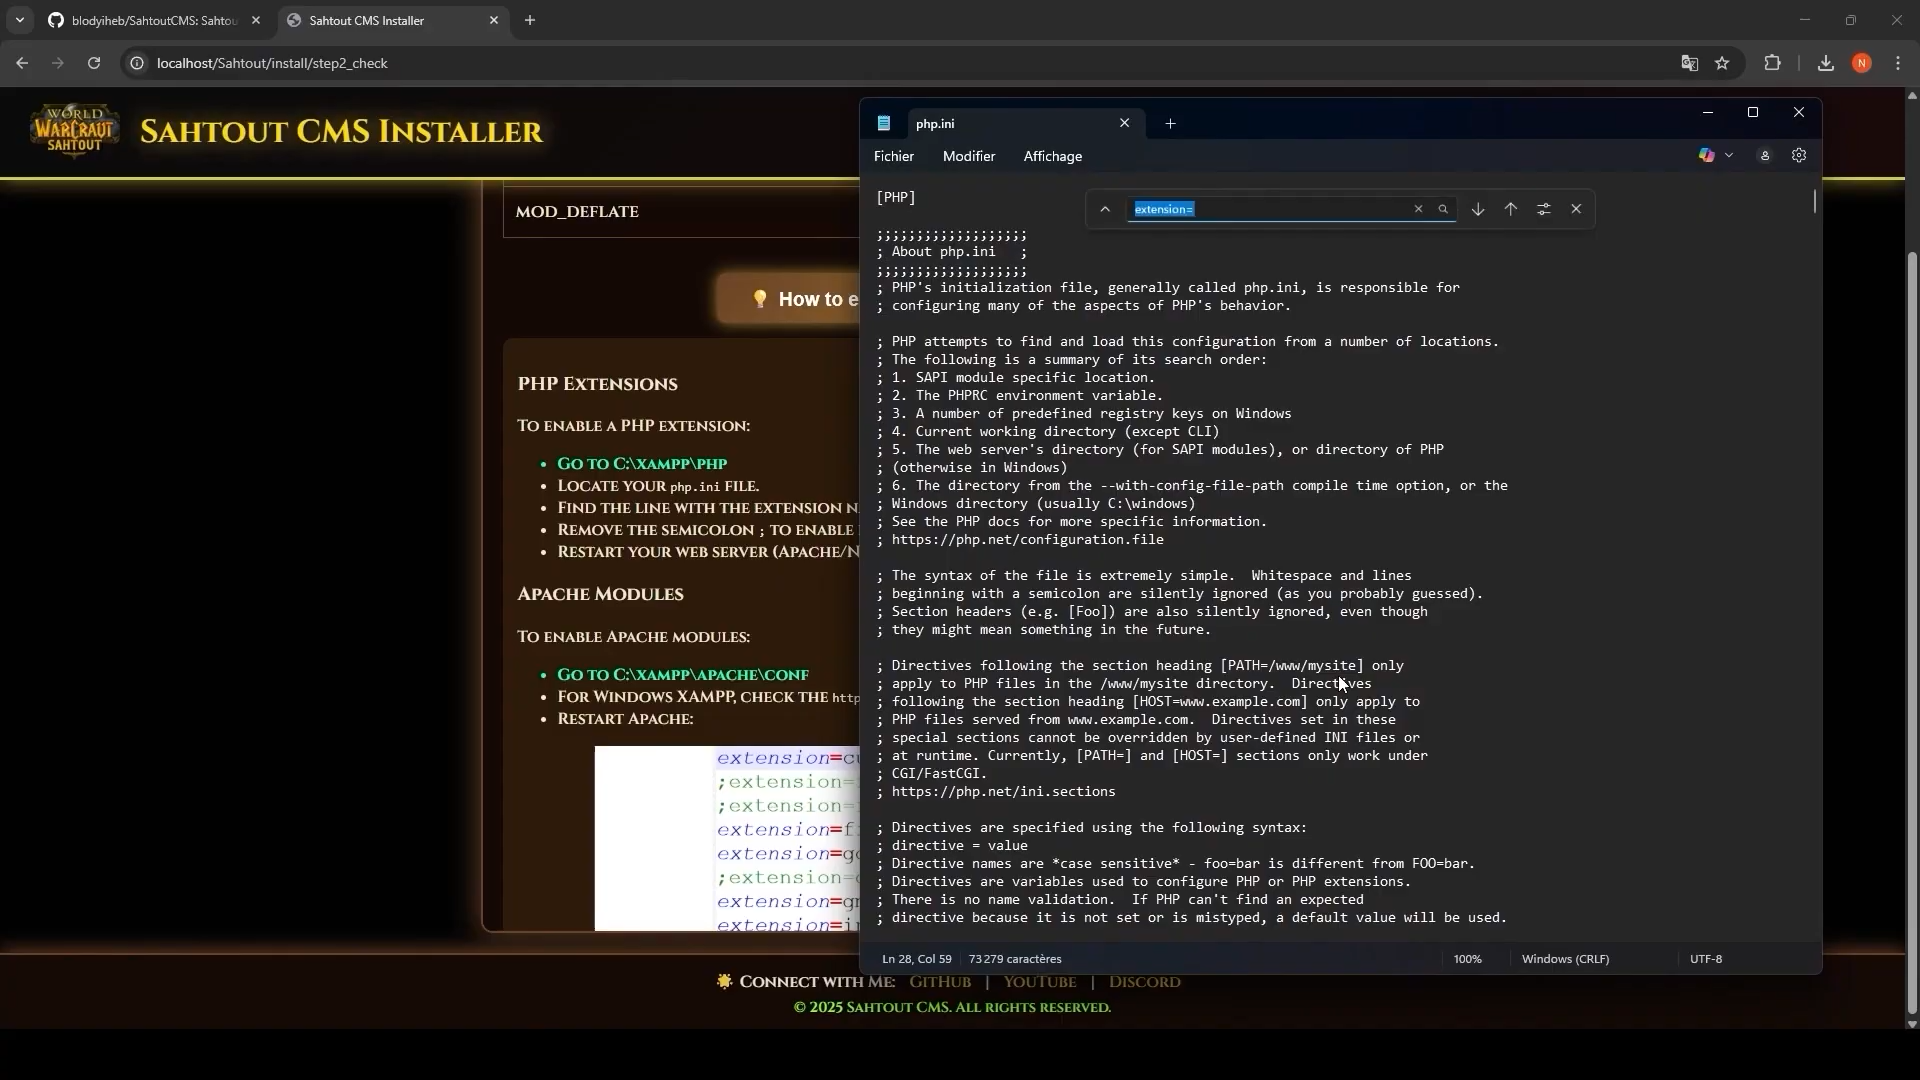 blodyiheb/SahtoutCMS: Sahtou
Sahtout CMS Installer
localhost/Sahtout/install/step2_check
N
WORLD
WARCRAUT
SAHTOUT
Sahtout CMS Installer
MOD_DEFLATE
💡 How to e
PHP Extensions
To enable a PHP extension:
• Go to C:\xampp\php
• Locate your php.ini file.
• Find the line with the extension n
• Remove the semicolon ; to enable
• Restart your web server (Apache/N
Apache Modules
To enable Apache modules:
• Go to C:\xampp\apache\conf
• For Windows XAMPP, check the http
• Restart Apache:
extension=cu
;extension=
;extension=
extension=f
extension=g
;extension=
extension=g
extension=i
php.ini
Fichier Modifier Affichage
extension=
[PHP]
;;;;;;;;;;;;;;;;;;;
; About php.ini   ;
;;;;;;;;;;;;;;;;;;;
; PHP's initialization file, generally called php.ini, is responsible for
; configuring many of the aspects of PHP's behavior.
; PHP attempts to find and load this configuration from a number of locations.
; The following is a summary of its search order:
; 1. SAPI module specific location.
; 2. The PHPRC environment variable.
; 3. A number of predefined registry keys on Windows
; 4. Current working directory (except CLI)
; 5. The web server's directory (for SAPI modules), or directory of PHP
; (otherwise in Windows)
; 6. The directory from the --with-config-file-path compile time option, or the
; Windows directory (usually C:\windows)
; See the PHP docs for more specific information.
; https://php.net/configuration.file
; The syntax of the file is extremely simple.  Whitespace and lines
; beginning with a semicolon are silently ignored (as you probably guessed).
; Section headers (e.g. [Foo]) are also silently ignored, even though
; they might mean something in the future.
; Directives following the section heading [PATH=/www/mysite] only
; apply to PHP files in the /www/mysite directory.  Directives
; following the section heading [HOST=www.example.com] only apply to
; PHP files served from www.example.com.  Directives set in these
; special sections cannot be overridden by user-defined INI files or
; at runtime. Currently, [PATH=] and [HOST=] sections only work under
; CGI/FastCGI.
; https://php.net/ini.sections
; Directives are specified using the following syntax:
; directive = value
; Directive names are *case sensitive* - foo=bar is different from FOO=bar.
; Directives are variables used to configure PHP or PHP extensions.
; There is no name validation.  If PHP can't find an expected
; directive because it is not set or is mistyped, a default value will be used.
Ln 28, Col 59 73 279 caractères 100% Windows (CRLF) UTF-8
Connect with me: GitHub | YouTube | Discord
© 2025 Sahtout CMS. All rights reserved.